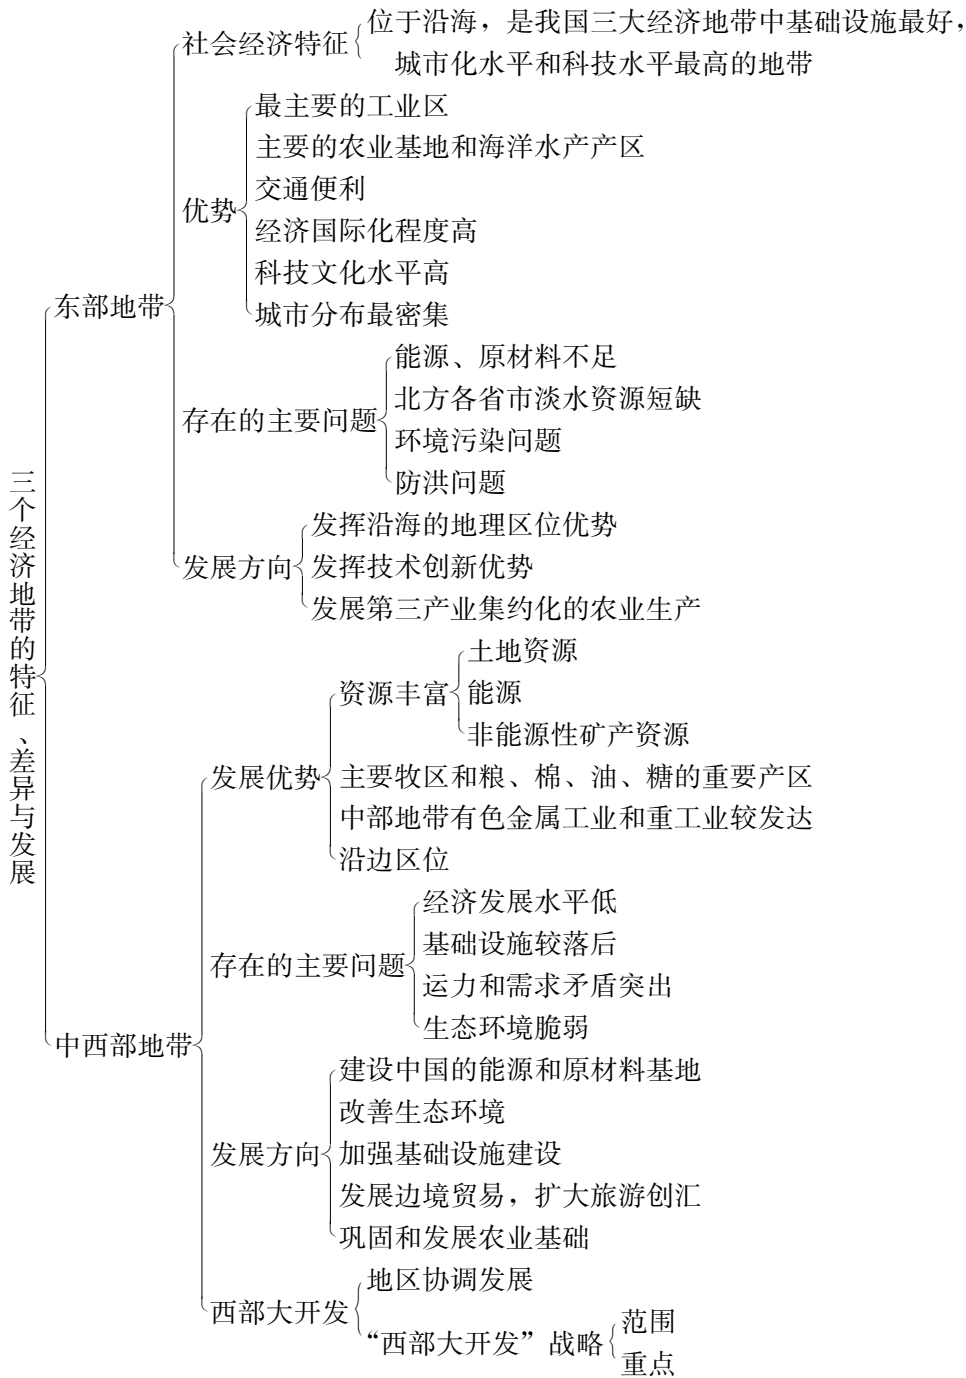 三个经济地带的特征、差异与发展
东部地带
社会经济特征
位于沿海，是我国三大经济地带中基础设施最好，
城市化水平和科技水平最高的地带
优势
最主要的工业区
主要的农业基地和海洋水产产区
交通便利
经济国际化程度高
科技文化水平高
城市分布最密集
存在的主要问题
能源、原材料不足
北方各省市淡水资源短缺
环境污染问题
防洪问题
发展方向
发挥沿海的地理区位优势
发挥技术创新优势
发展第三产业集约化的农业生产
中西部地带
发展优势
资源丰富
土地资源
能源
非能源性矿产资源
主要牧区和粮、棉、油、糖的重要产区
中部地带有色金属工业和重工业较发达
沿边区位
存在的主要问题
经济发展水平低
基础设施较落后
运力和需求矛盾突出
生态环境脆弱
发展方向
建设中国的能源和原材料基地
改善生态环境
加强基础设施建设
发展边境贸易，扩大旅游创汇
巩固和发展农业基础
西部大开发
地区协调发展
“西部大开发”战略
范围
重点